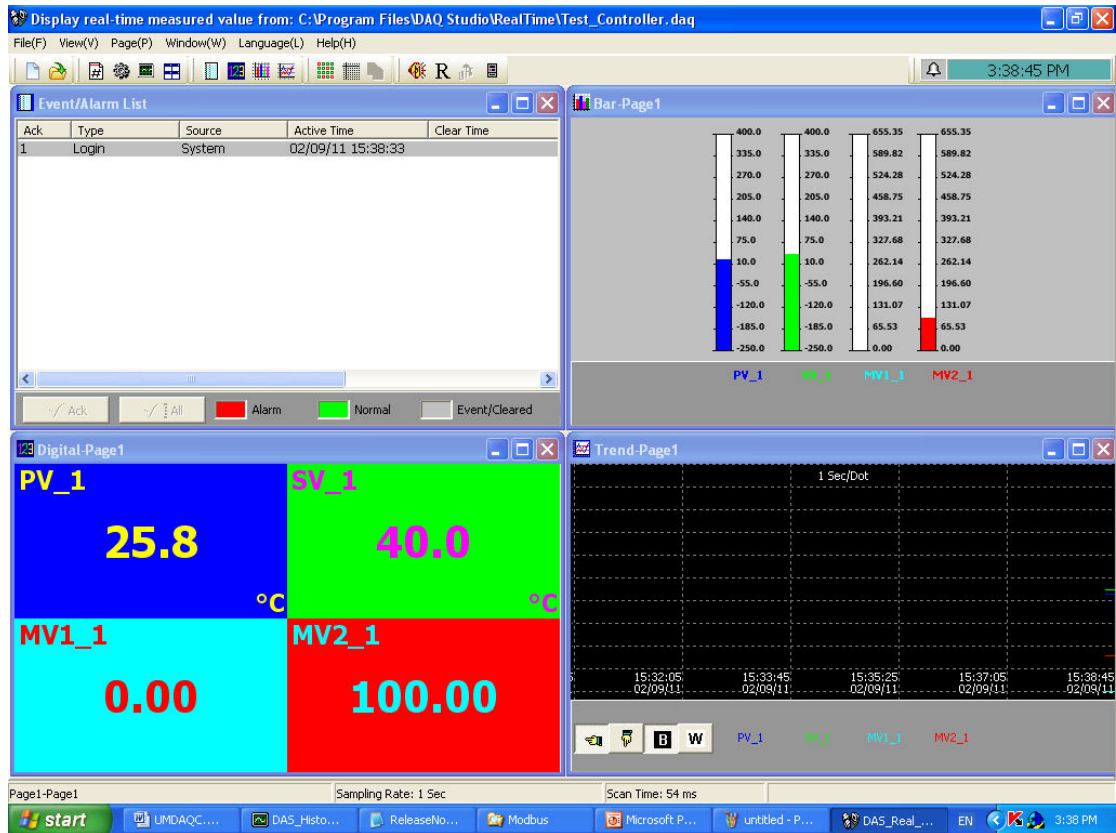 Display real-time measured value from: C:\Program Files\DAQ Studio\RealTime\Test_Controller.daq
File(F) View(V) Page(P) Window(W) Language(L) Help(H)
R 3:38:45 PM
Event/Alarm List
Ack Type Source Active Time Clear Time
1 Login System 02/09/11 15:38:33
Ack All Alarm Normal Event/Cleared
Bar-Page1
400.0 400.0 655.35 655.35
335.0 335.0 589.82 589.82
270.0 270.0 524.28 524.28
205.0 205.0 458.75 458.75
140.0 140.0 393.21 393.21
75.0 75.0 327.68 327.68
10.0 10.0 262.14 262.14
-55.0 -55.0 196.60 196.60
-120.0 -120.0 131.07 131.07
-185.0 -185.0 65.53 65.53
-250.0 -250.0 0.00 0.00
PV_1 SV_1 MV1_1 MV2_1
123 Digital-Page1
PV_1
25.8
°C
SV_1
40.0
°C
MV1_1
0.00
MV2_1
100.00
Trend-Page1
1 Sec/Dot
15:32:05 15:33:45 15:35:25 15:37:05 15:38:45
02/09/11 02/09/11 02/09/11 02/09/11 02/09/11
B W PV_1 SV_1 MV1_1 MV2_1
Page1-Page1 Sampling Rate: 1 Sec Scan Time: 54 ms
start UMDAQC.... DAS_Histo... ReleaseNo... Modbus Microsoft P... untitled - P... DAS_Real_... EN 3:38 PM